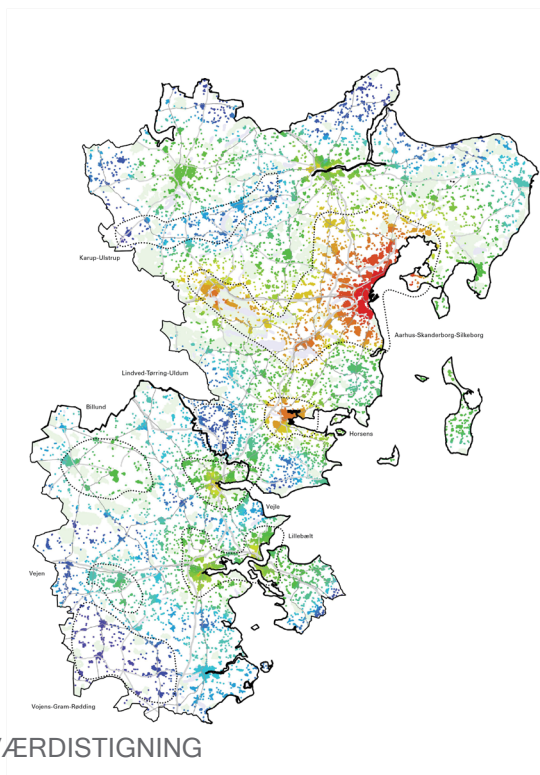 Karup-Ulstrup
Aarhus-Skanderborg-Silkeborg
Lindved-Tørring-Uldum
Billund
Horsens
Vejle
Lillebælt
Vejen
Vojens-Gram-Rødding
ÆRDISTIGNING